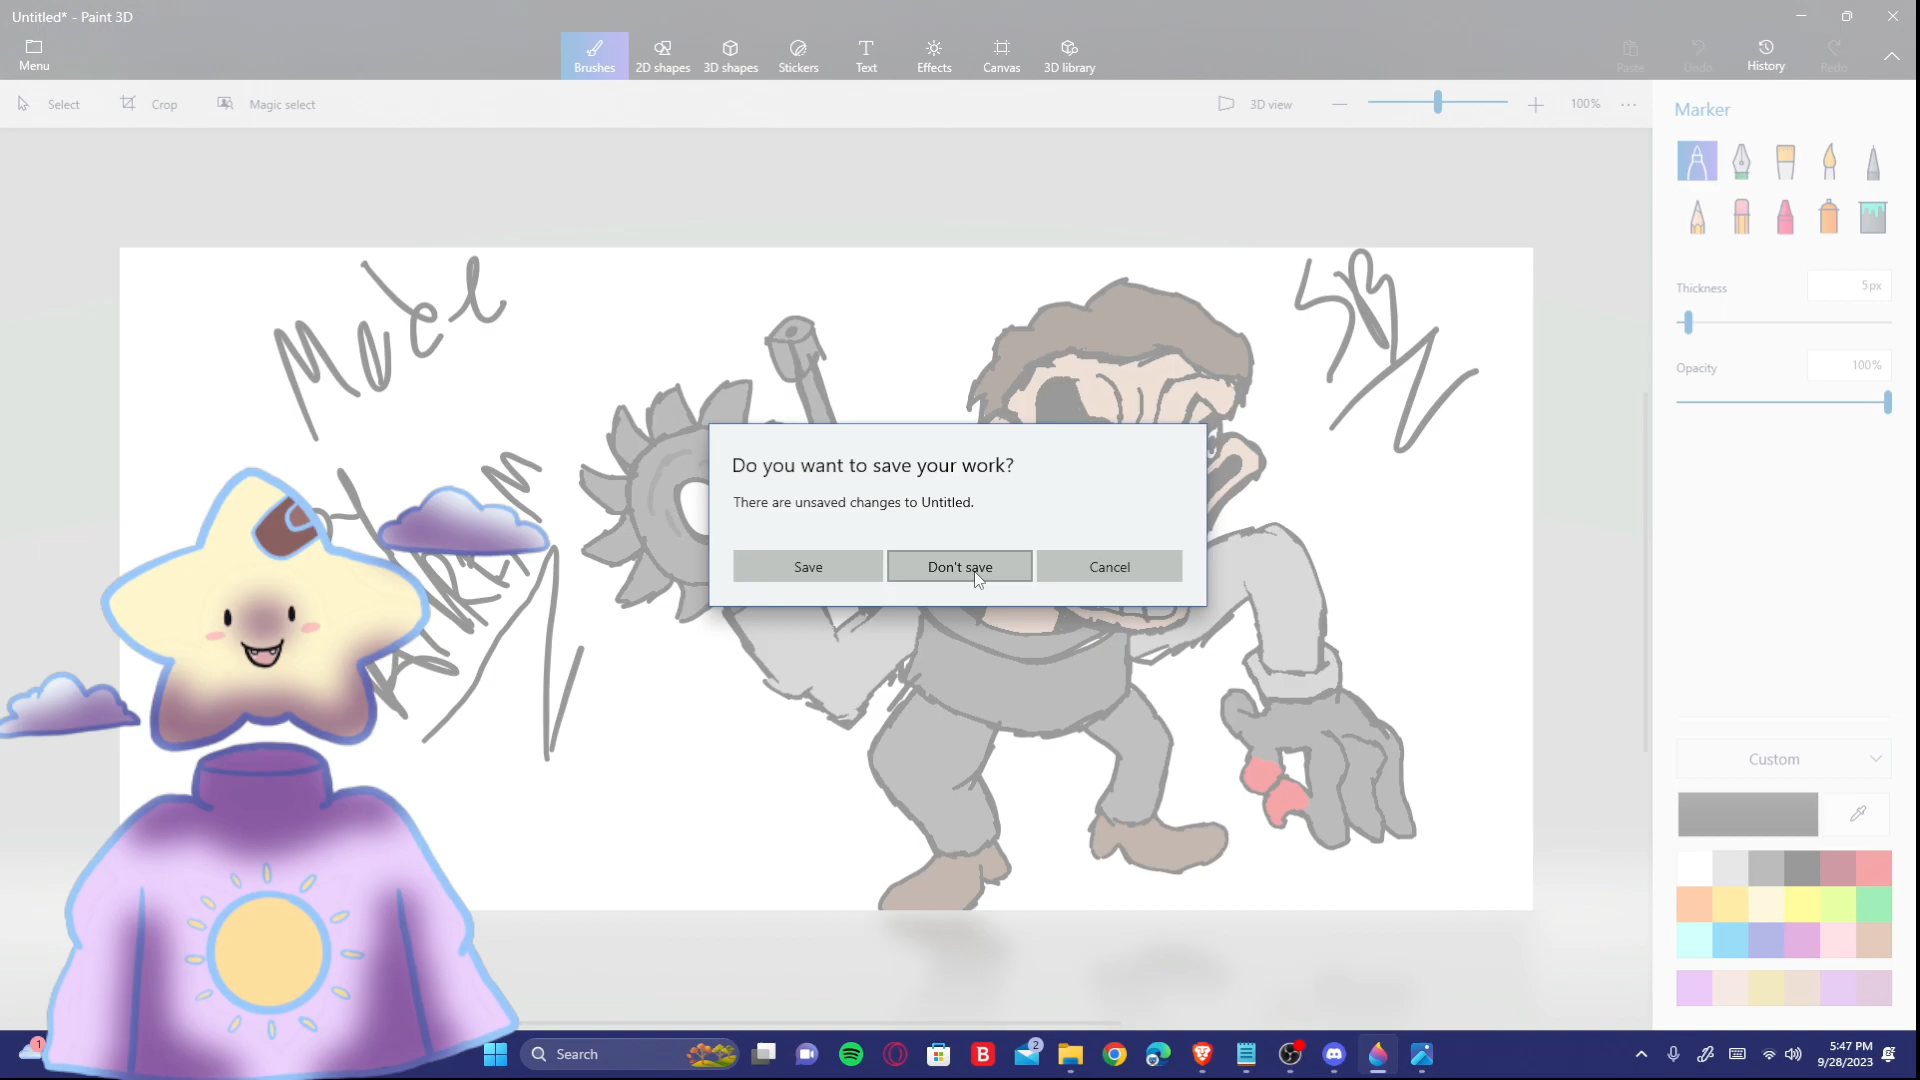 Untitled* - Paint 3D
Menu
Brushes
2D shapes
3D shapes
Stickers
Text
Effects
Canvas
3D library
Paste
Undo
History
Redo
Select
Crop
Magic select
3D view
100%
Marker
Thickness
5px
Opacity
100%
Do you want to save your work?
There are unsaved changes to Untitled.
Save
Don't save
Cancel
Custom
1
Search
2
5:47 PM
9/28/2023